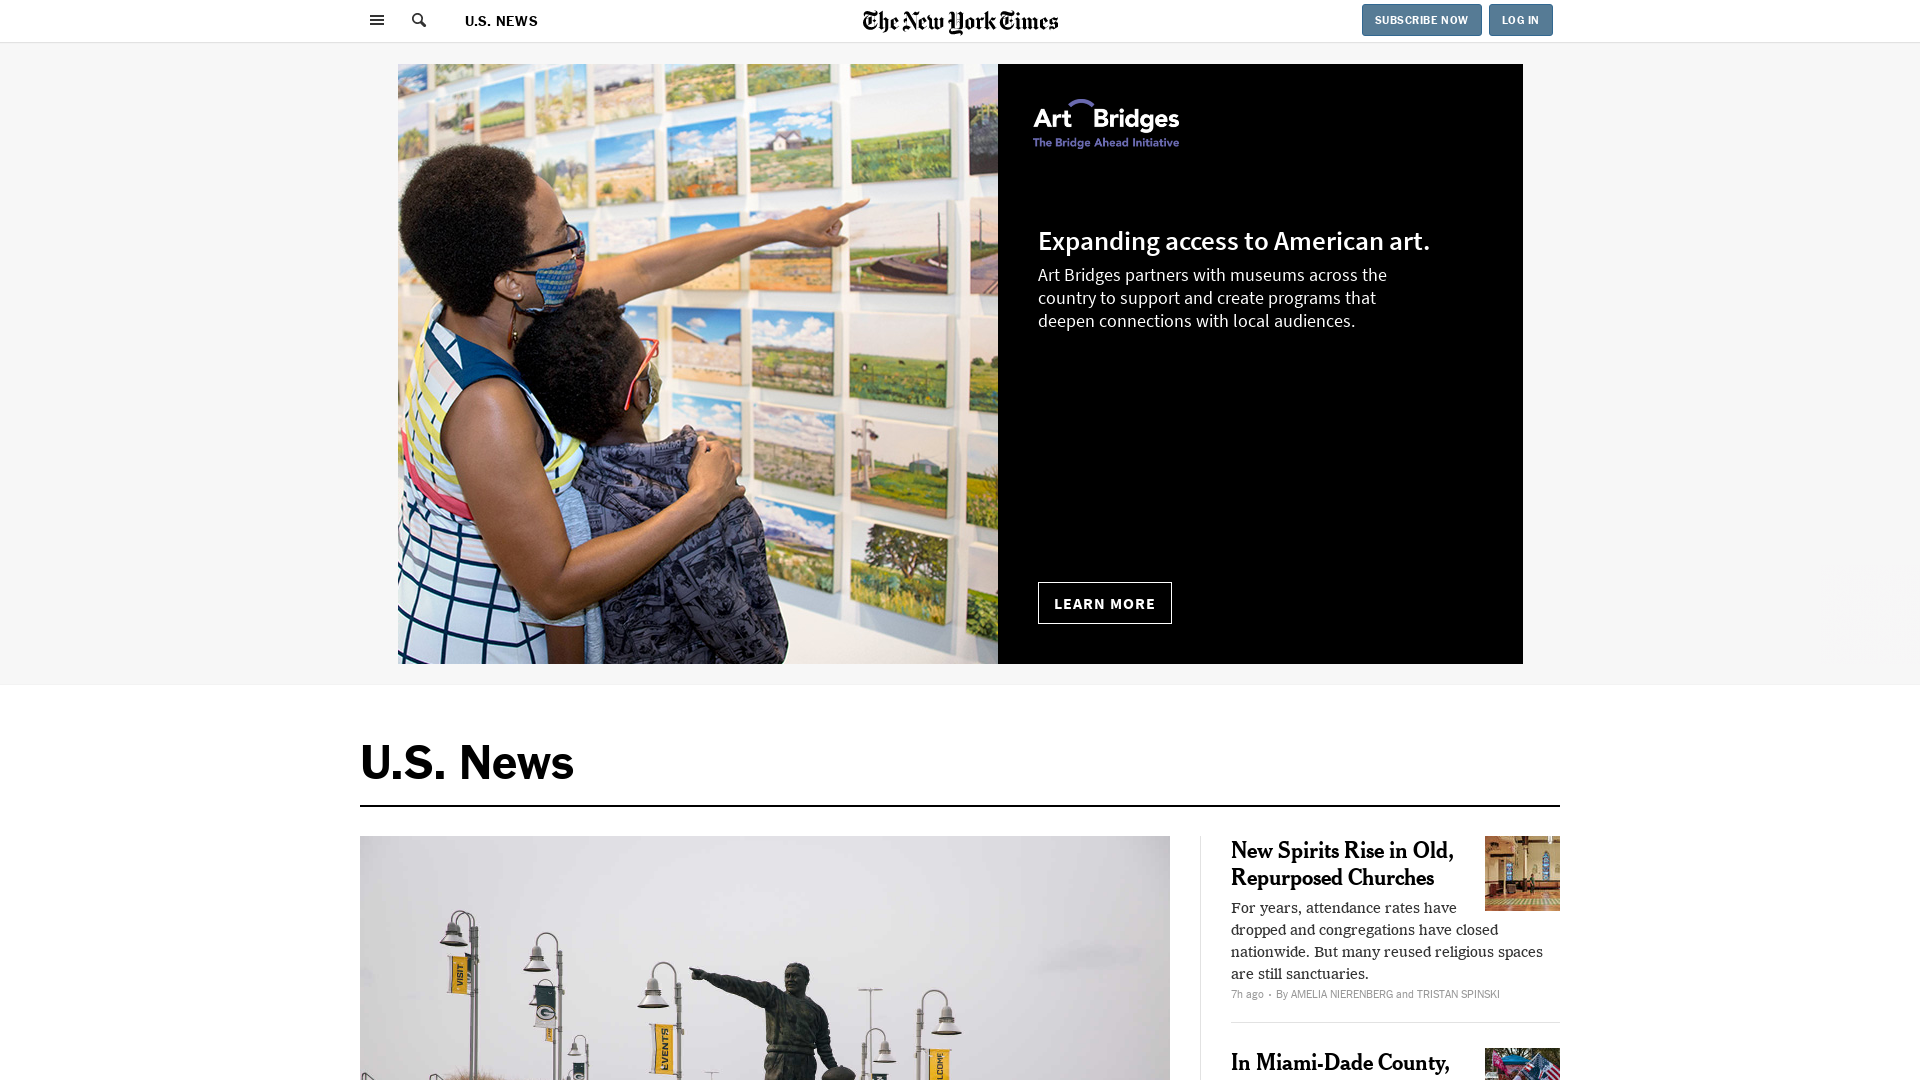 U.S. NEWS
The New York Times
SUBSCRIBE NOW
LOG IN
Art Bridges
The Bridge Ahead Initiative
Expanding access to American art.
Art Bridges partners with museums across the
country to support and create programs that
deepen connections with local audiences.
LEARN MORE
U.S. News
VISIT
G
EVENTS
New Spirits Rise in Old,
Repurposed Churches
For years, attendance rates have
dropped and congregations have closed
nationwide. But many reused religious spaces
are still sanctuaries.
7h ago • By AMELIA NIERENBERG and TRISTAN SPINSKI
In Miami-Dade County,